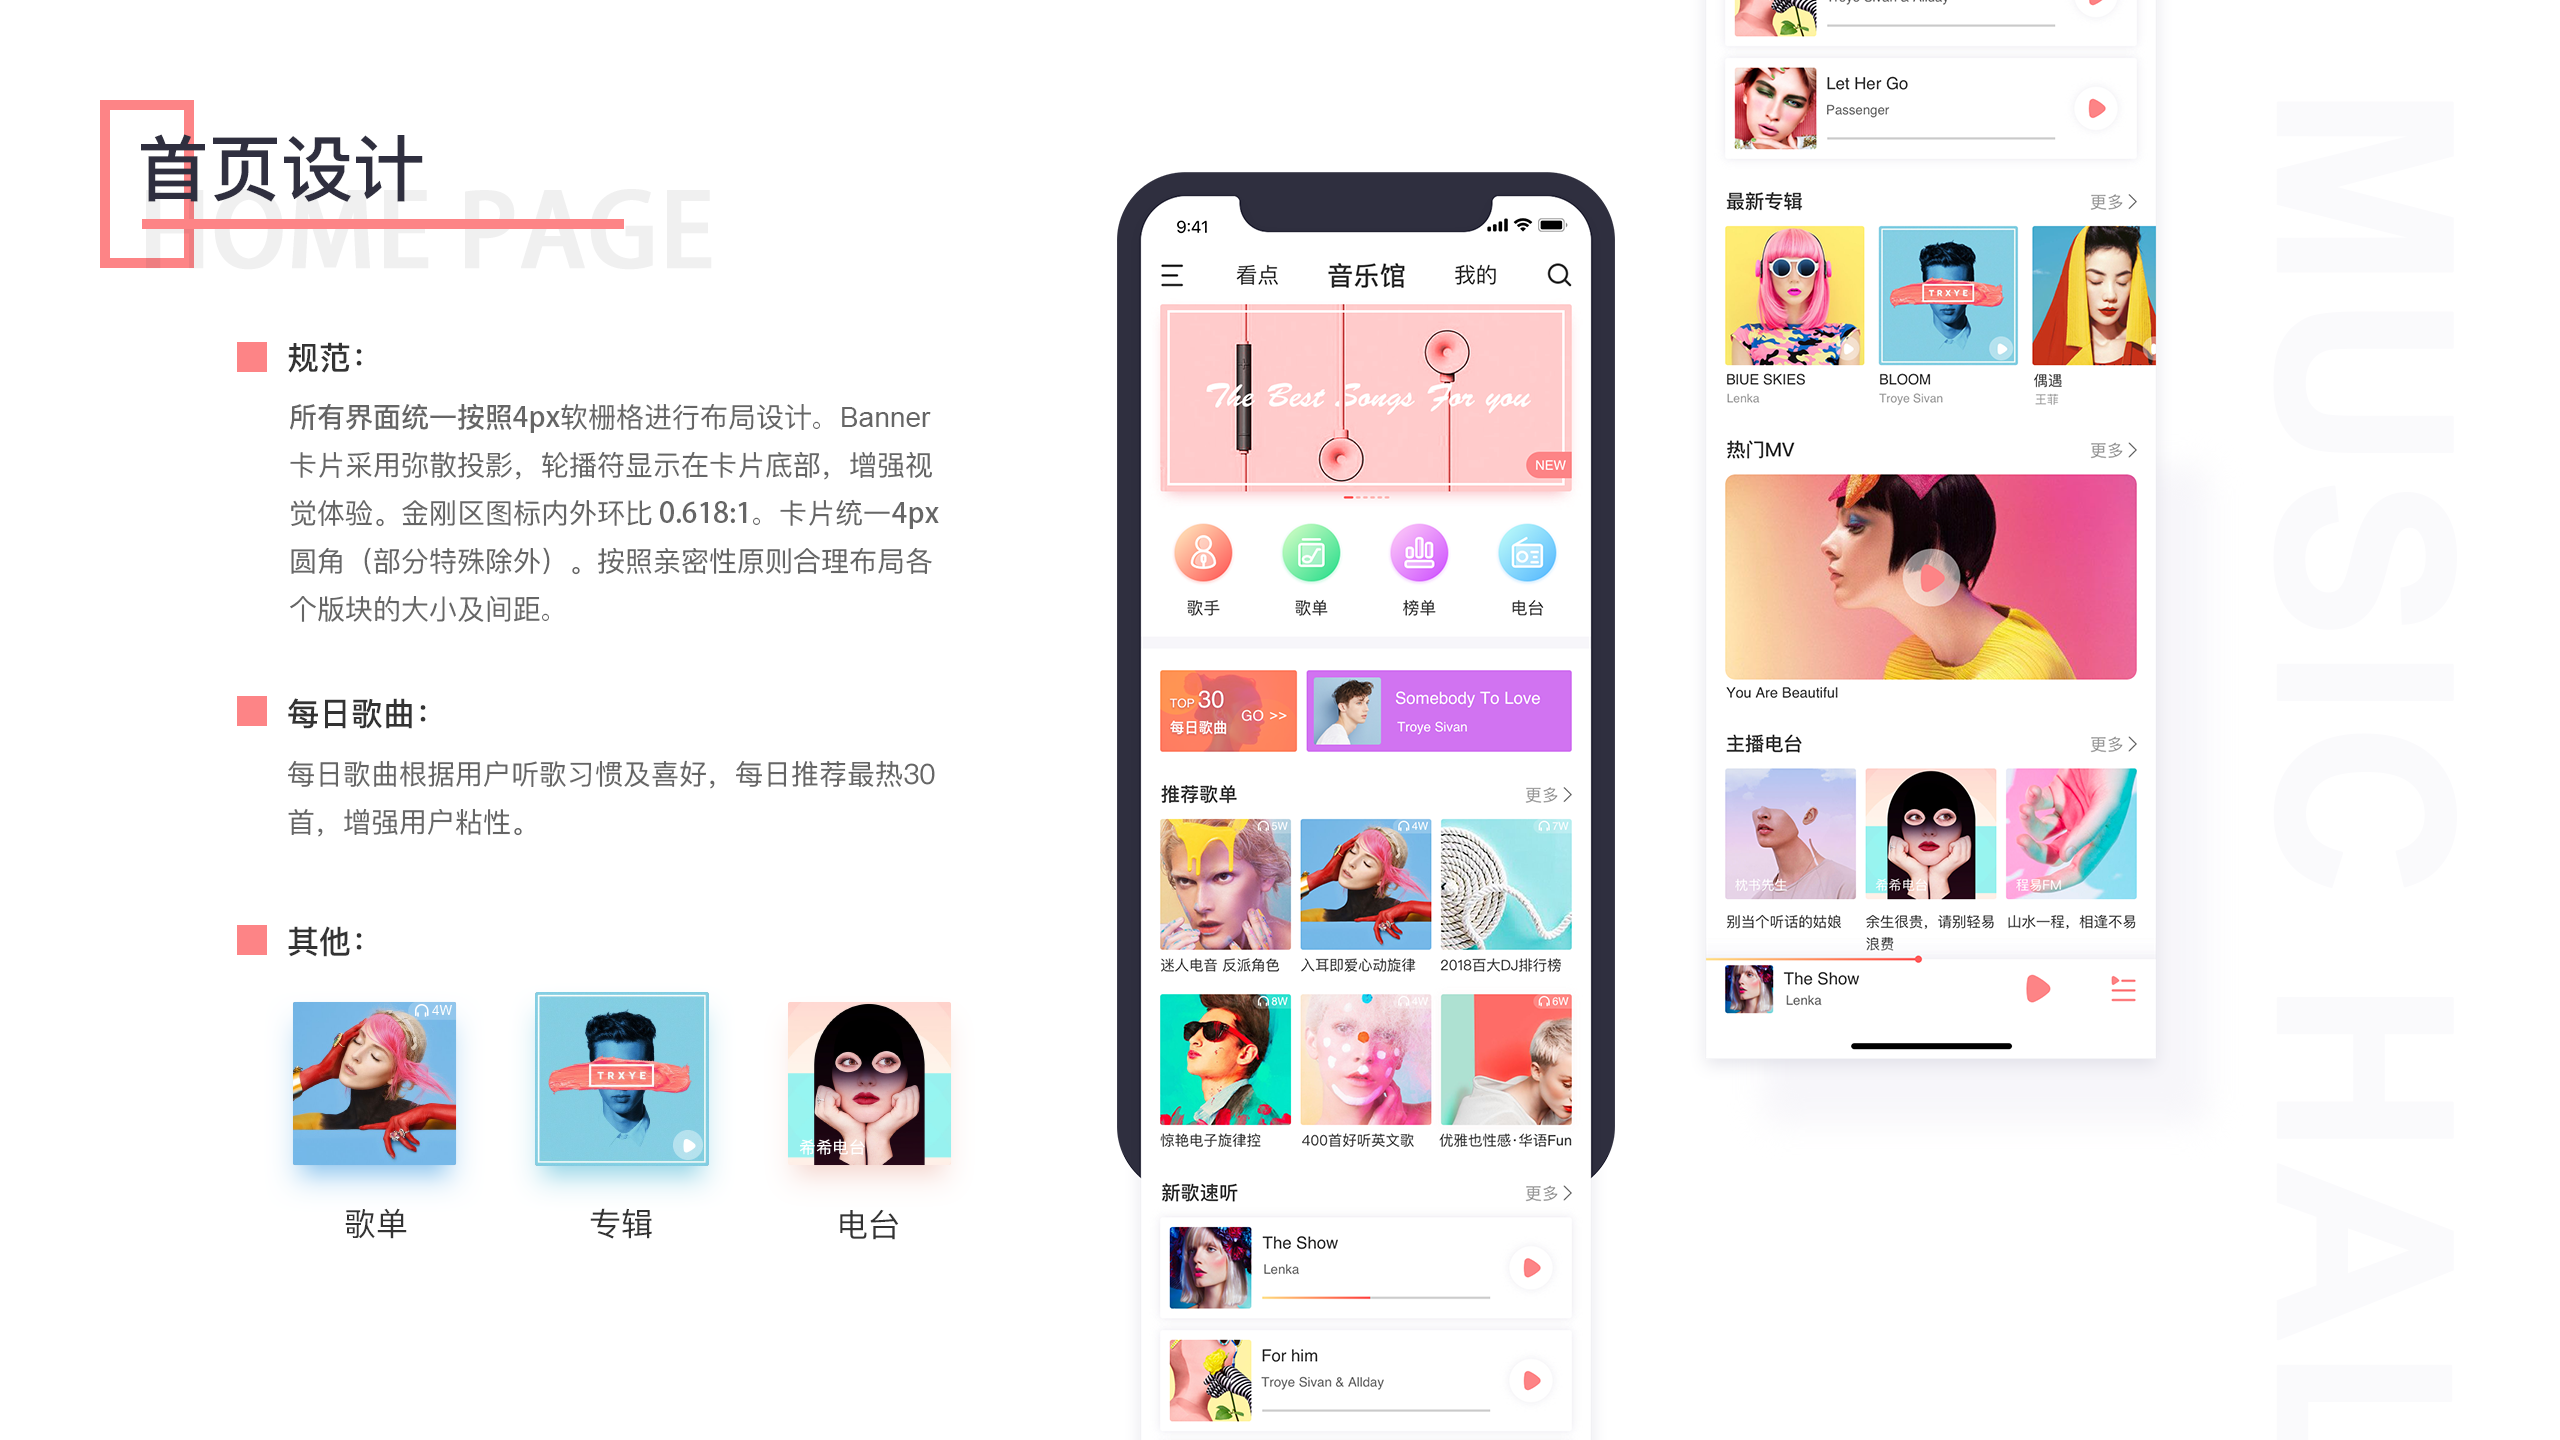 首页设计
HOME PAGE
规范：
所有界面统一按照4px软栅格进行布局设计。Banner
卡片采用弥散投影，轮播符显示在卡片底部，增强视
觉体验。金刚区图标内外环比 0.618:1。卡片统一4px
圆角（部分特殊除外）。按照亲密性原则合理布局各
个版块的大小及间距。
每日歌曲：
每日歌曲根据用户听歌习惯及喜好，每日推荐最热30
首，增强用户粘性。
其他：
4W
TRXYE
希希电台
歌单
专辑
电台
9:41
看点
音乐馆
我的
The Best Songs For you
NEW
歌手
歌单
榜单
电台
TOP 30
每日歌曲
GO >>
Somebody To Love
Troye Sivan
推荐歌单
更多
5W
4W
7W
迷人电音 反派角色
入耳即爱心动旋律
2018百大DJ排行榜
8W
4W
6W
惊艳电子旋律控
400首好听英文歌
优雅也性感·华语Fun
新歌速听
更多
The Show
Lenka
For him
Troye Sivan & Allday
Troye Sivan & Allday
Let Her Go
Passenger
最新专辑
更多
TRXYE
BIUE SKIES
Lenka
BLOOM
Troye Sivan
偶遇
王菲
热门MV
更多
You Are Beautiful
主播电台
更多
枕书先生
希希电台
程易FM
别当个听话的姑娘
余生很贵，请别轻易
浪费
山水一程，相逢不易
The Show
Lenka
MUSIC HAL